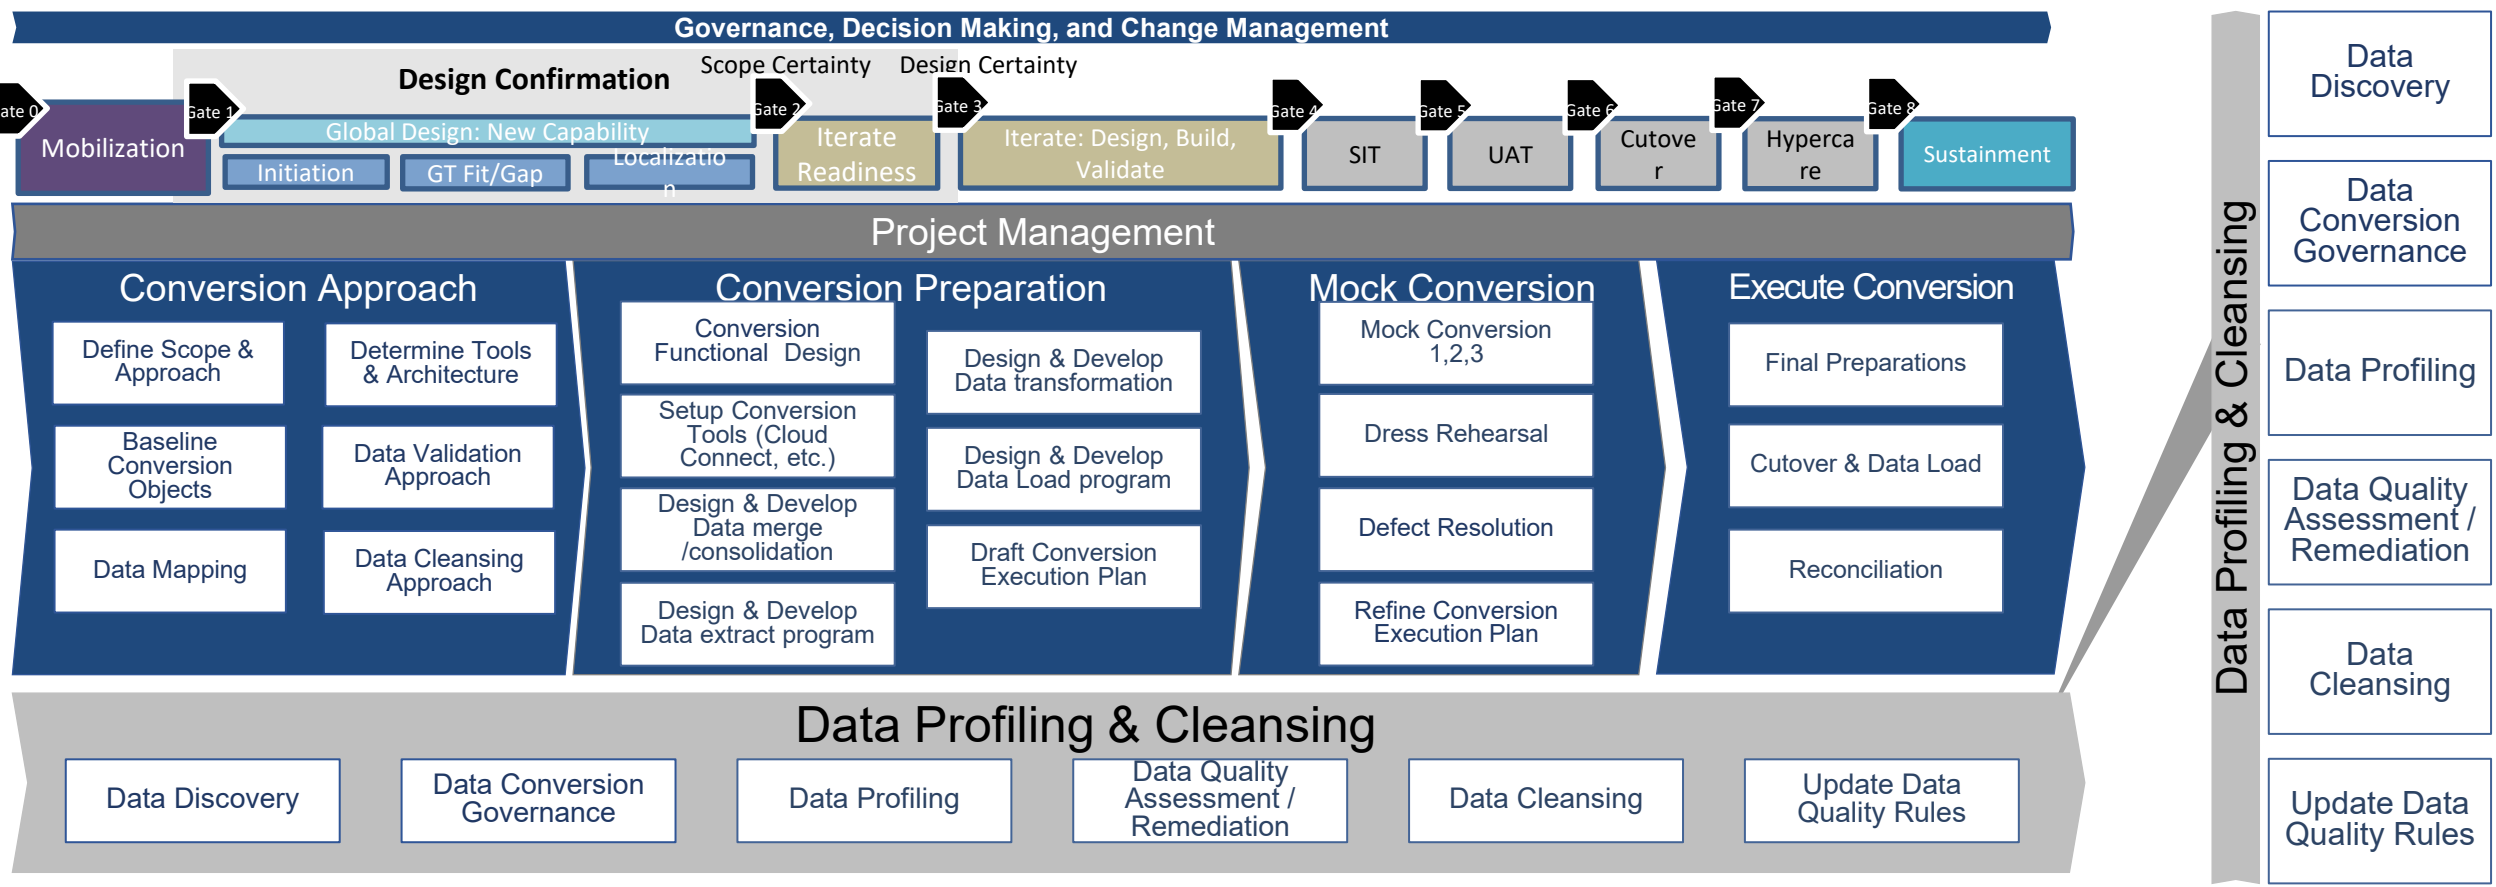 Governance, Decision Making, and Change Management
Design Confirmation
Scope Certainty
Design Certainty
ate 0
Gate 1
Gate 2
Gate 3
Gate 4
Gate 5
Gate 6
Gate 7
Gate 8
Mobilization
Global Design: New Capability
Initiation
GT Fit/Gap
Localizatio
n
Iterate
Readiness
Iterate: Design, Build,
Validate
SIT
UAT
Cutove
r
Hyperca
re
Sustainment
Project Management
Conversion Approach
Define Scope &
Approach
Determine Tools
& Architecture
Baseline
Conversion
Objects
Data Validation
Approach
Data Mapping
Data Cleansing
Approach
Conversion Preparation
Conversion
Functional Design
Setup Conversion
Tools (Cloud
Connect, etc.)
Design & Develop
Data merge
/consolidation
Design & Develop
Data extract program
Design & Develop
Data transformation
Design & Develop
Data Load program
Draft Conversion
Execution Plan
Mock Conversion
Mock Conversion
1,2,3
Dress Rehearsal
Defect Resolution
Refine Conversion
Execution Plan
Execute Conversion
Final Preparations
Cutover & Data Load
Reconciliation
Data Profiling & Cleansing
Data Discovery
Data Conversion
Governance
Data Profiling
Data Quality
Assessment /
Remediation
Data Cleansing
Update Data
Quality Rules
Data Profiling & Cleansing
Data
Discovery
Data
Conversion
Governance
Data Profiling
Data Quality
Assessment /
Remediation
Data
Cleansing
Update Data
Quality Rules